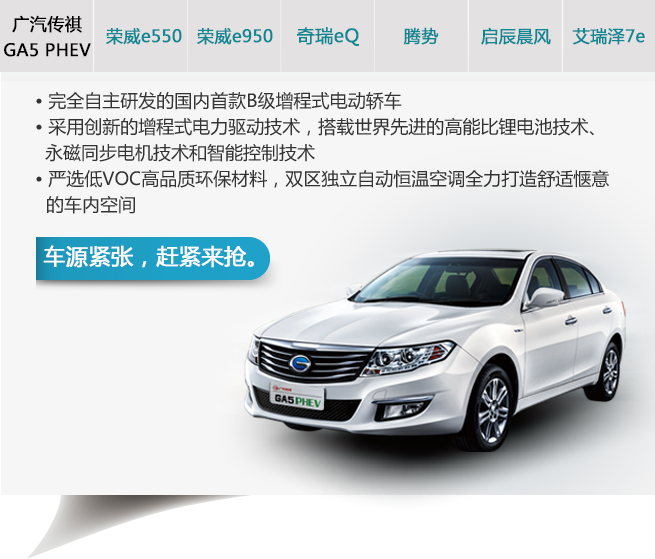 广汽传祺
GA5 PHEV
荣威e550
荣威e950
奇瑞eQ
腾势
启辰晨风
艾瑞泽7e
• 完全自主研发的国内首款B级增程式电动轿车
• 采用创新的增程式电力驱动技术，搭载世界先进的高能比锂电池技术、
永磁同步电机技术和智能控制技术
• 严选低VOC高品质环保材料，双区独立自动恒温空调全力打造舒适惬意
的车内空间
车源紧张，赶紧来抢。
GA5 PHEV